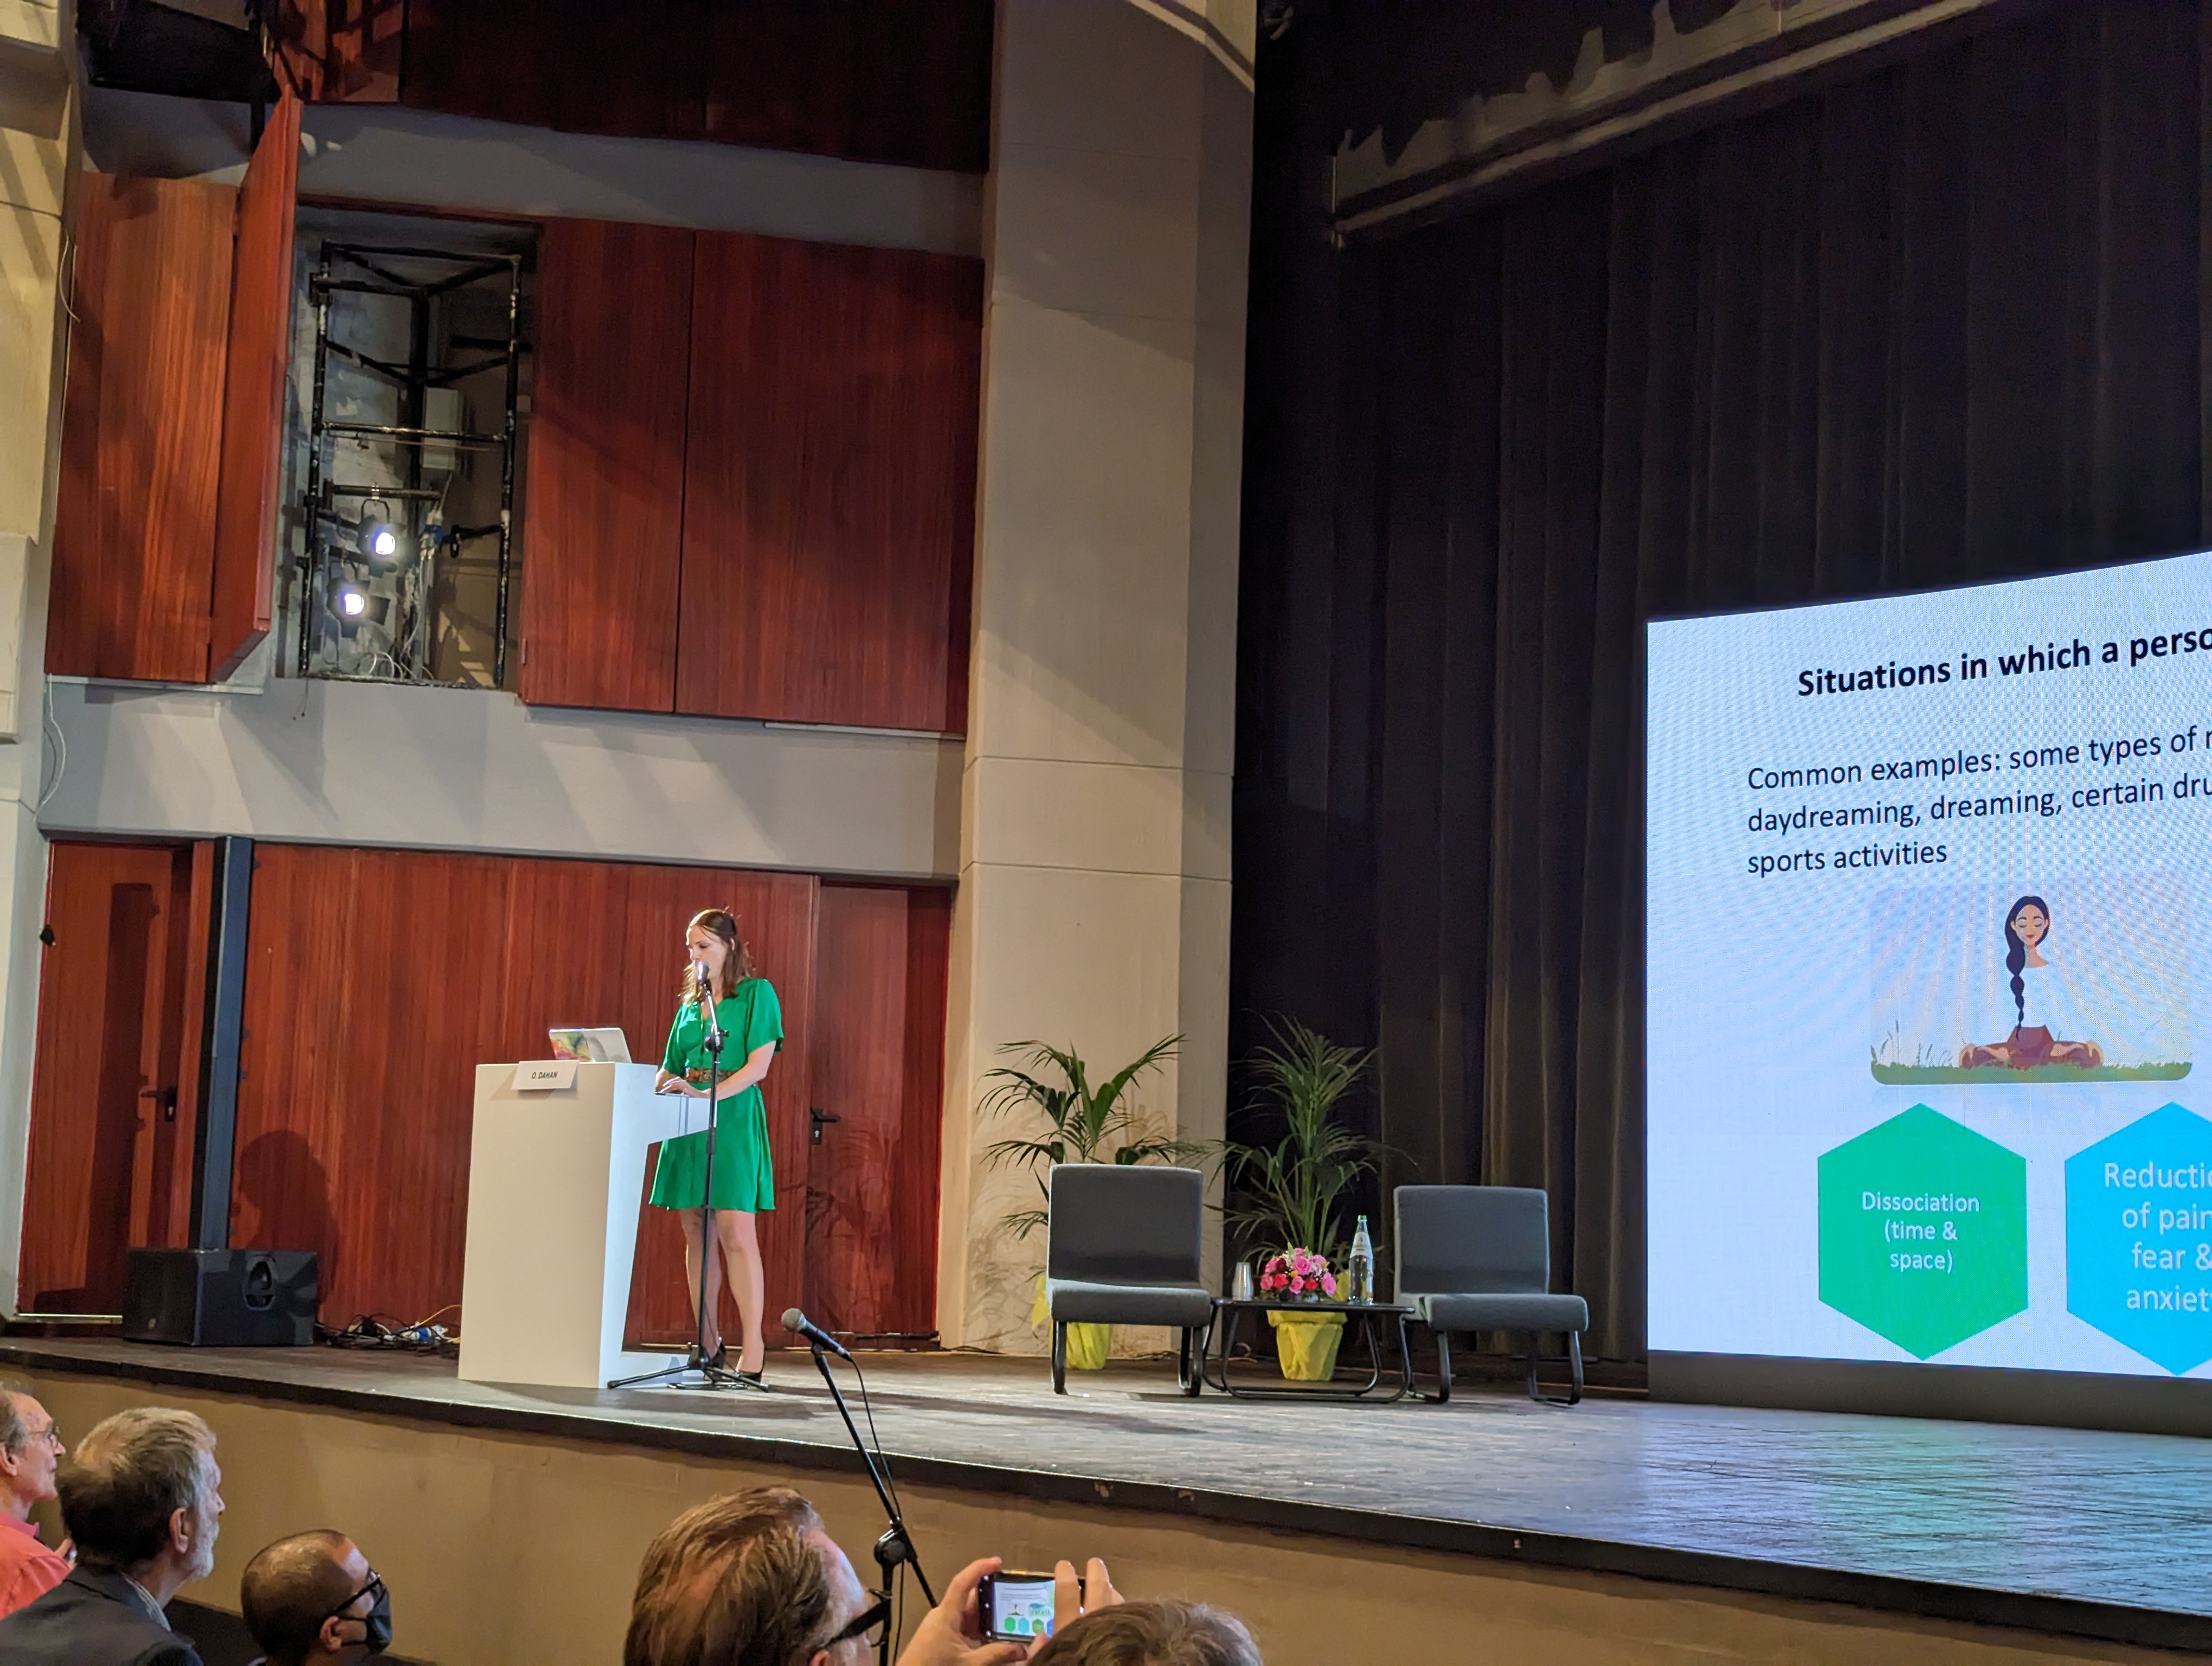 Situations in which a perso
Common examples: some types of
daydreaming, dreaming, certain dru
sports activities
Dissociation
(time &
space)
Reductio
of pain
fear &
anxiet
O. DAHAN